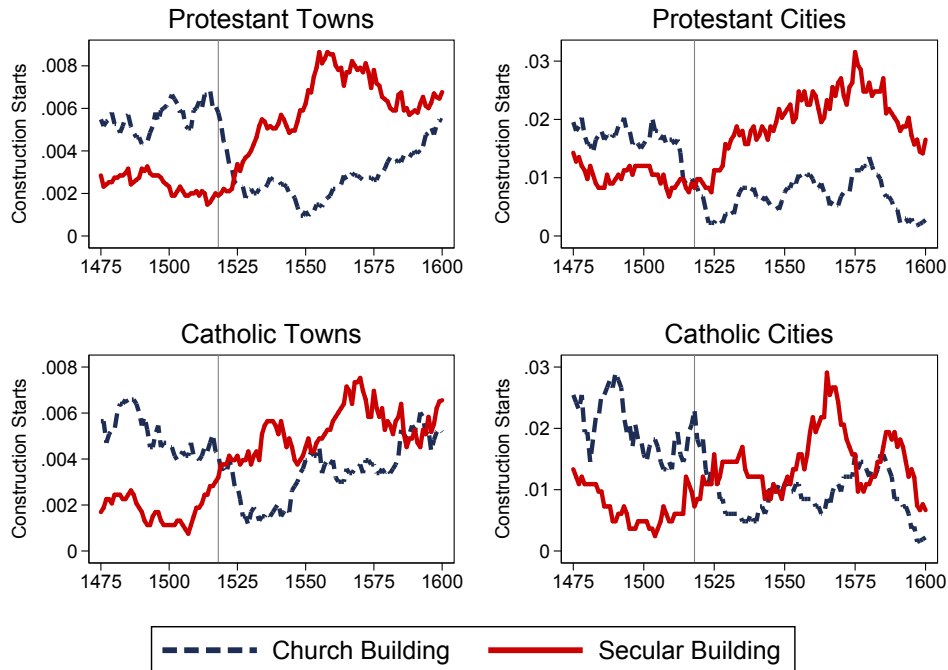 Protestant Towns
Construction Starts
.008
.006
.004
.002
0
1475 1500 1525 1550 1575 1600
Protestant Cities
Construction Starts
.03
.02
.01
0
1475 1500 1525 1550 1575 1600
Catholic Towns
Construction Starts
.008
.006
.004
.002
0
1475 1500 1525 1550 1575 1600
Catholic Cities
Construction Starts
.03
.02
.01
0
1475 1500 1525 1550 1575 1600
Church Building Secular Building